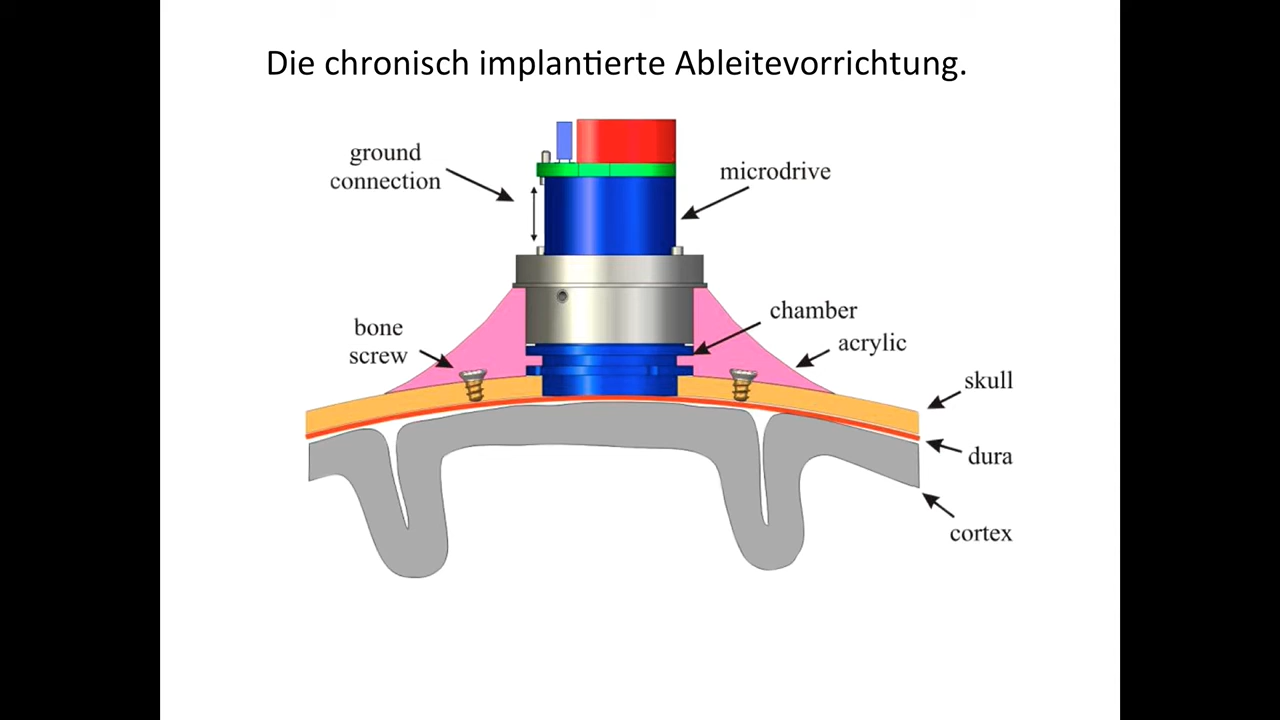 Die chronisch implantierte Ableitevorrichtung.
ground
connection
microdrive
bone
screw
chamber
acrylic
skull
dura
cortex